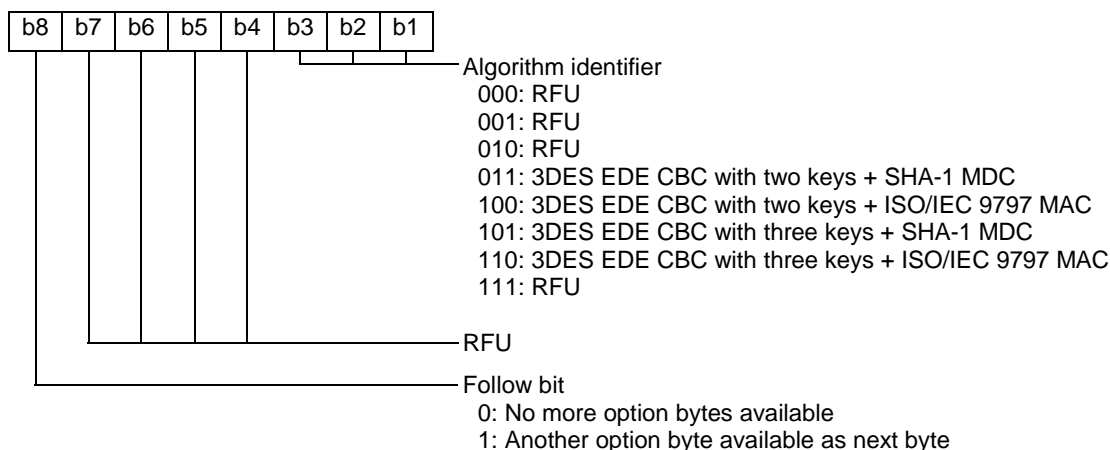 b8 b7 b6 b5 b4 b3 b2 b1
Algorithm identifier
000: RFU
001: RFU
010: RFU
011: 3DES EDE CBC with two keys + SHA-1 MDC
100: 3DES EDE CBC with two keys + ISO/IEC 9797 MAC
101: 3DES EDE CBC with three keys + SHA-1 MDC
110: 3DES EDE CBC with three keys + ISO/IEC 9797 MAC
111: RFU
RFU
Follow bit
0: No more option bytes available
1: Another option byte available as next byte